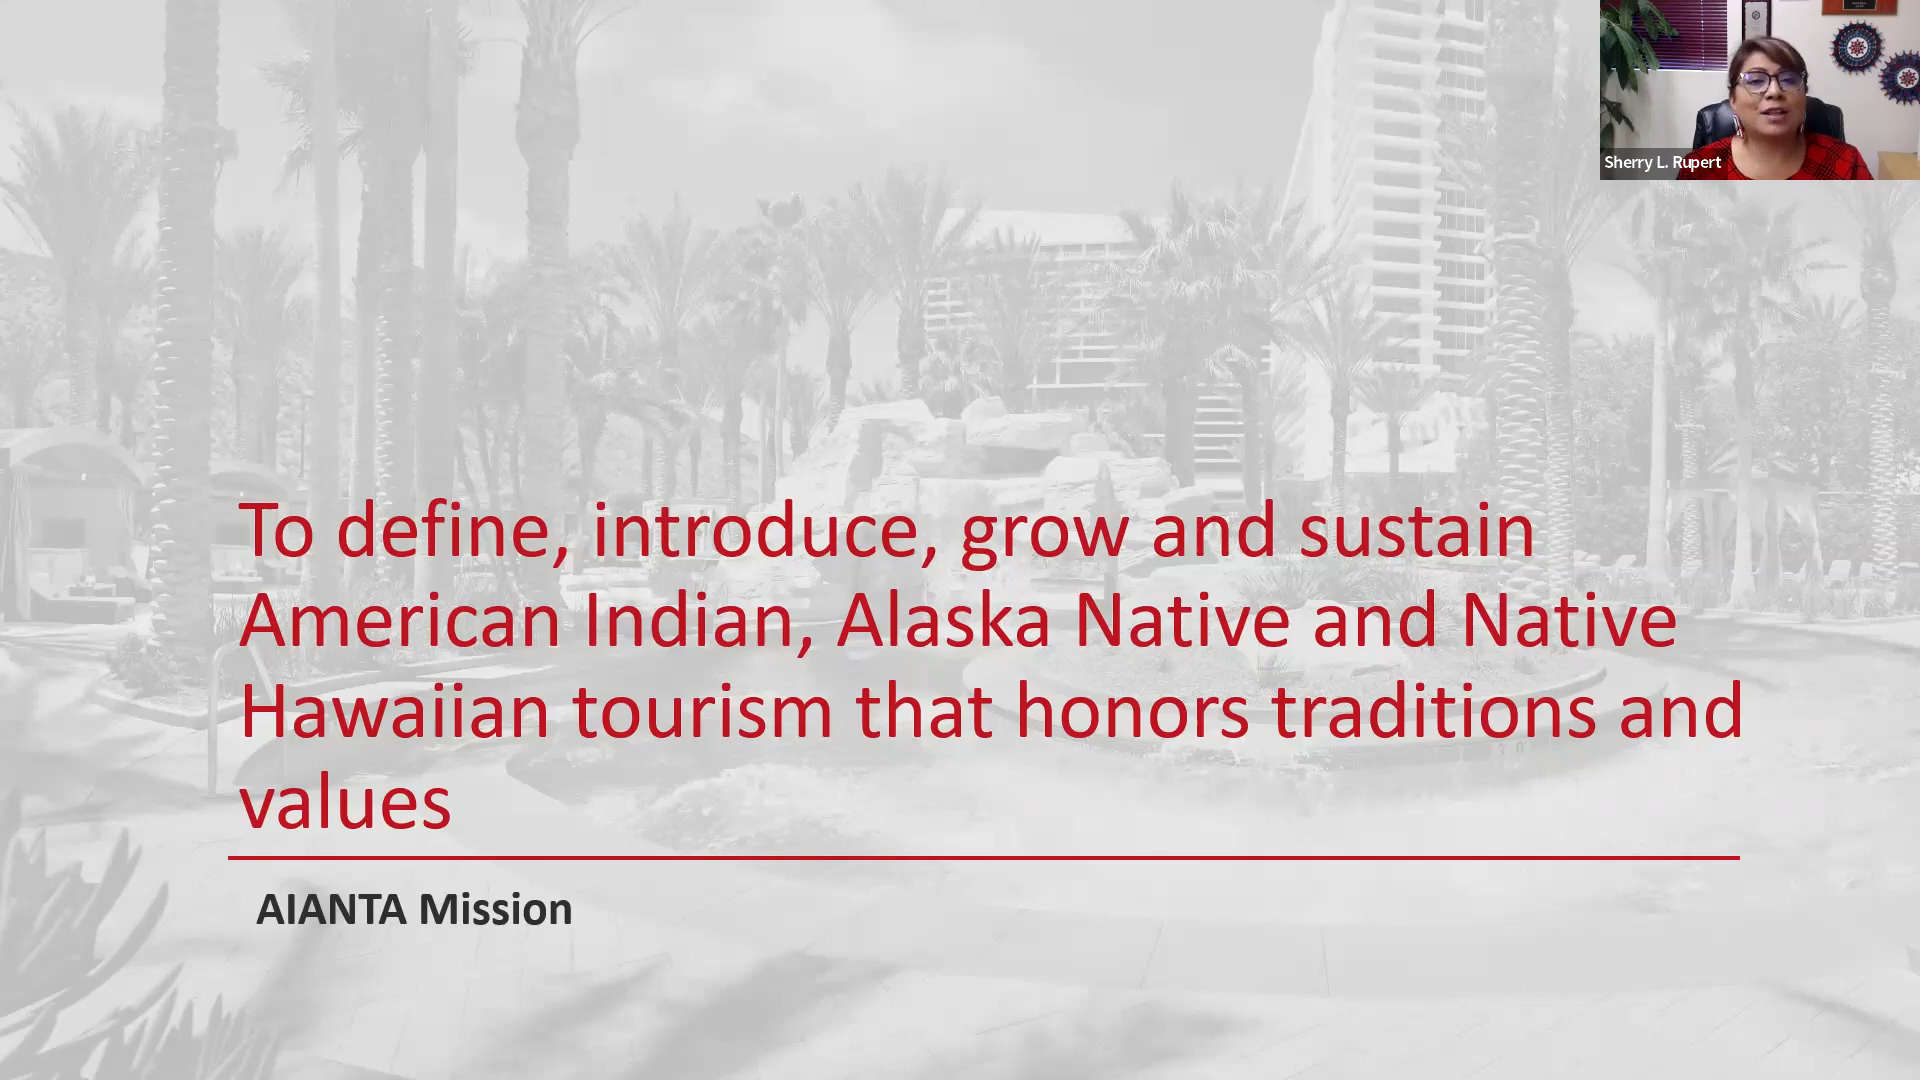 Sherry L. Rupert
To define, introduce, grow and sustain
American Indian, Alaska Native and Native
Hawaiian tourism that honors traditions and
values
AIANTA Mission